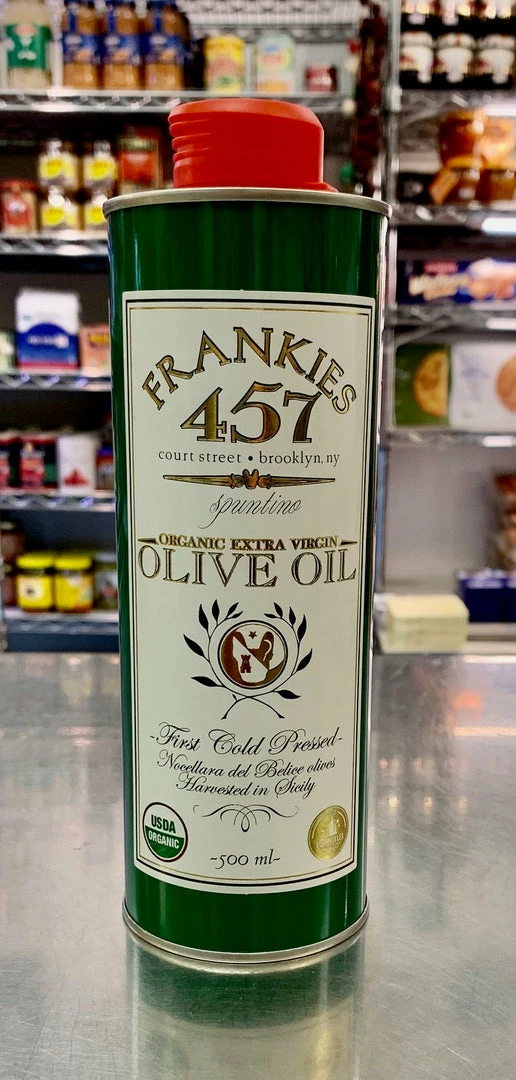 FRANKIES
457
court street • brooklyn, ny
spuntino
ORGANIC EXTRA VIRGIN
OLIVE OIL
-First Cold Pressed-
Nocellara del Belice olives
Harvested in Sicily
USDA
ORGANIC
-500 ml-